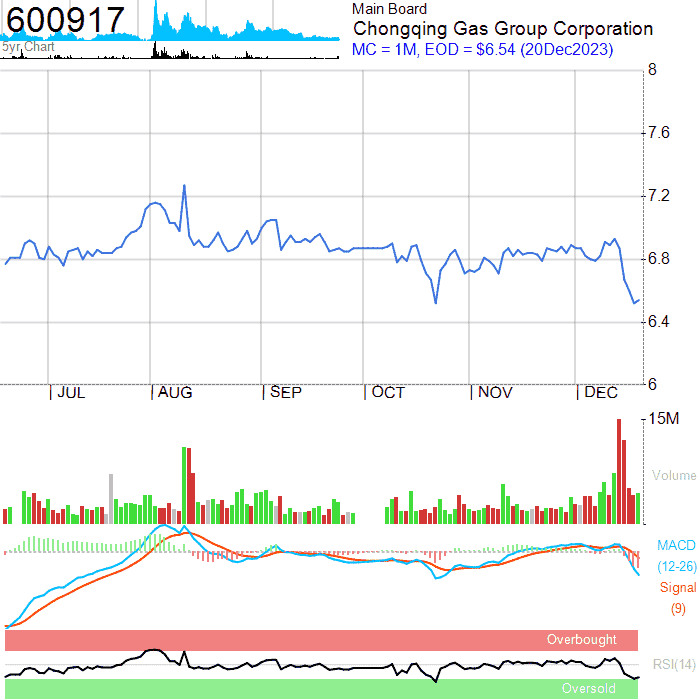 600917
5yr. Chart
Main Board
Chongqing Gas Group Corporation
MC = 1M, EOD = $6.54 (20Dec2023)
8
7.6
7.2
6.8
6.4
6
JUL AUG SEP OCT NOV DEC
15M
Volume
MACD
(12-26)
Signal
(9)
Overbought
RSI(14)
Oversold